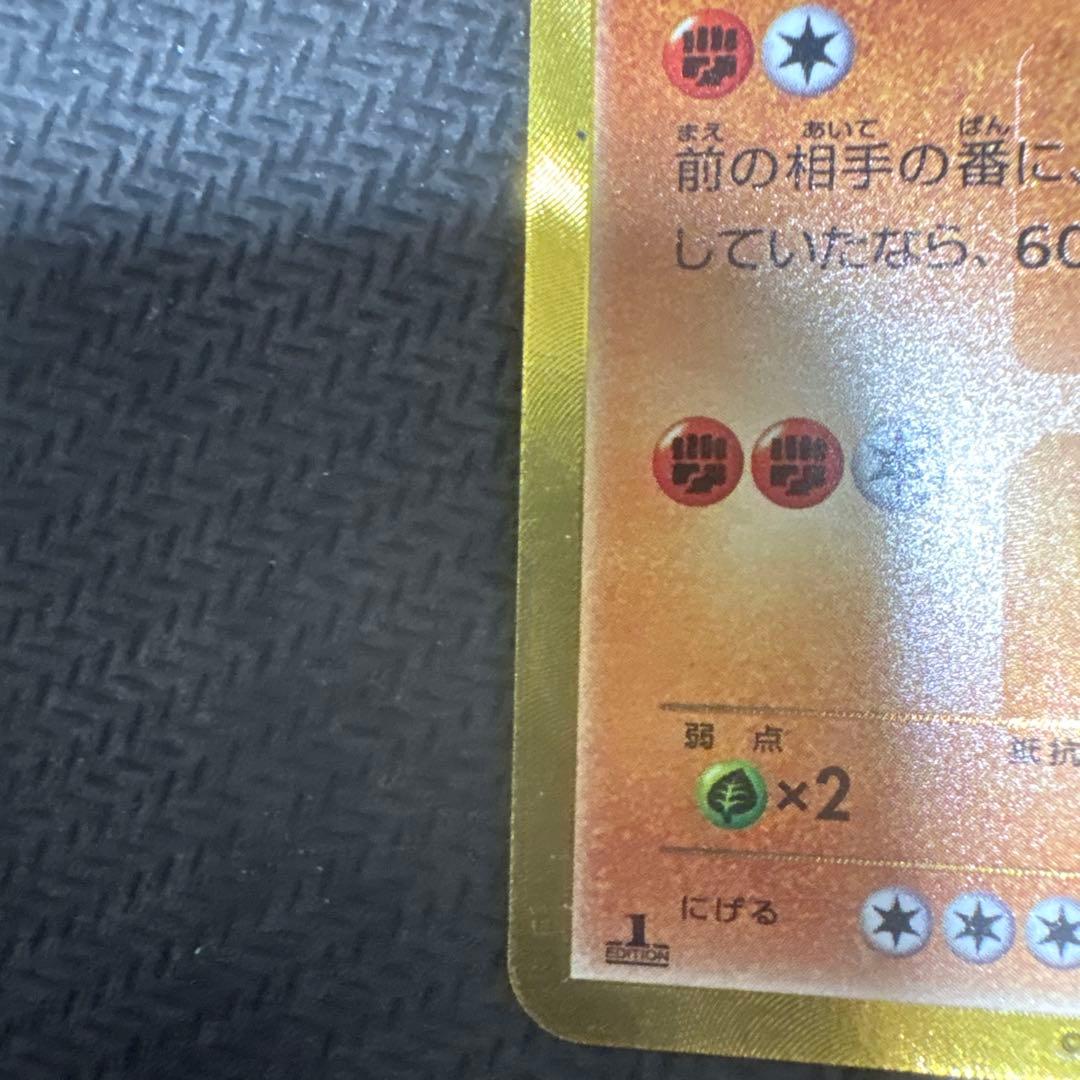 まえ あいて ばん
前の相手の番に、
していたなら、60
弱点 抵抗
×2
にげる
1
EDITION
©